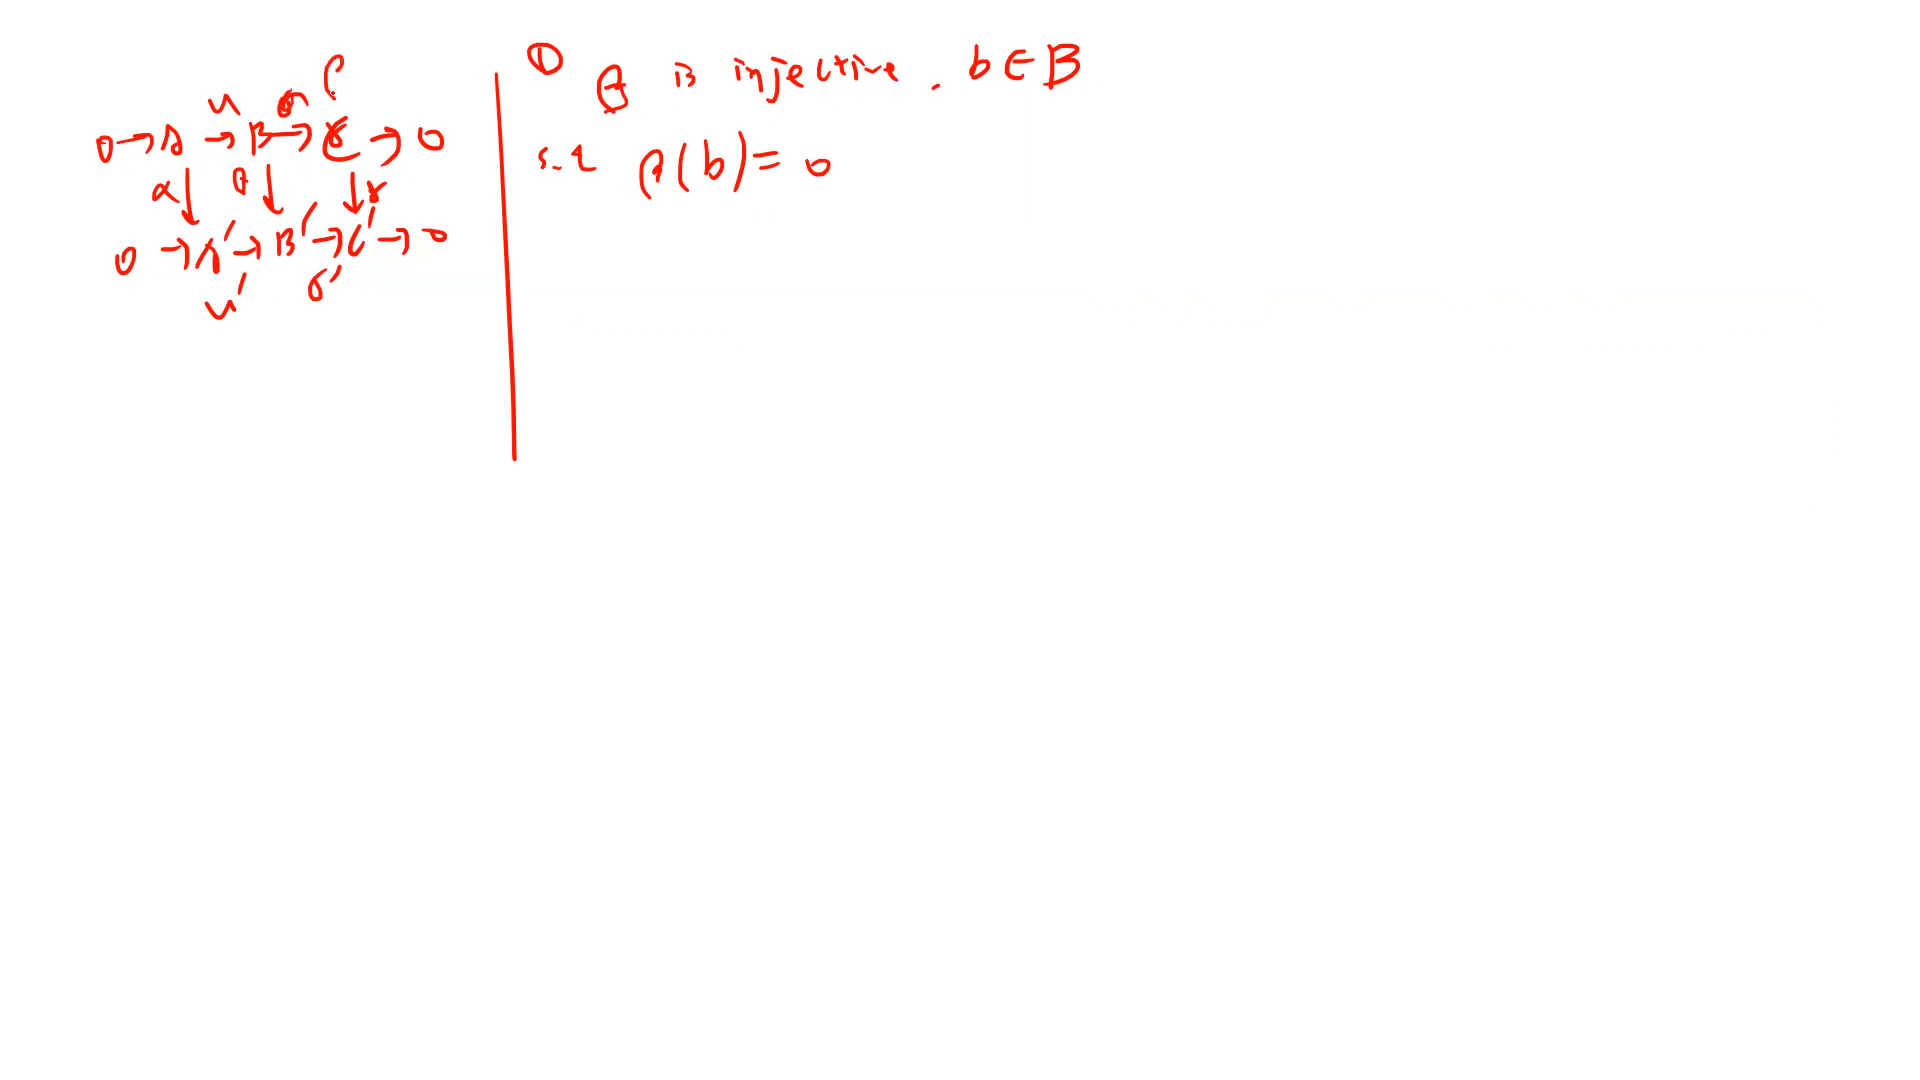 u σ
0 → A → B → C → 0
α β γ
0 → A' → B' → C' → 0
u' σ'
① β is injective . b ∈ B
s.t β(b) = 0